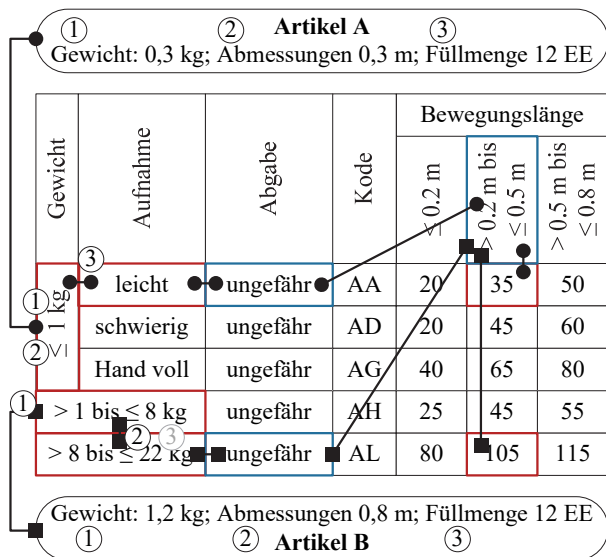 ① ② Artikel A ③
Gewicht: 0,3 kg; Abmessungen 0,3 m; Füllmenge 12 EE
Gewicht
Aufnahme
Abgabe
Kode
Bewegungslänge
≤ 0.2 m
> 0.2 m bis
≤ 0.5 m
> 0.5 m bis
≤ 0.8 m
③
① ② ≤ 1 kg
leicht ungefähr AA 20 35 50
schwierig ungefähr AD 20 45 60
Hand voll ungefähr AG 40 65 80
① > 1 bis ≤ 8 kg ungefähr AH 25 45 55
② ③
> 8 bis ≤ 22 kg ungefähr AL 80 105 115
Gewicht: 1,2 kg; Abmessungen 0,8 m; Füllmenge 12 EE
① ② Artikel B ③